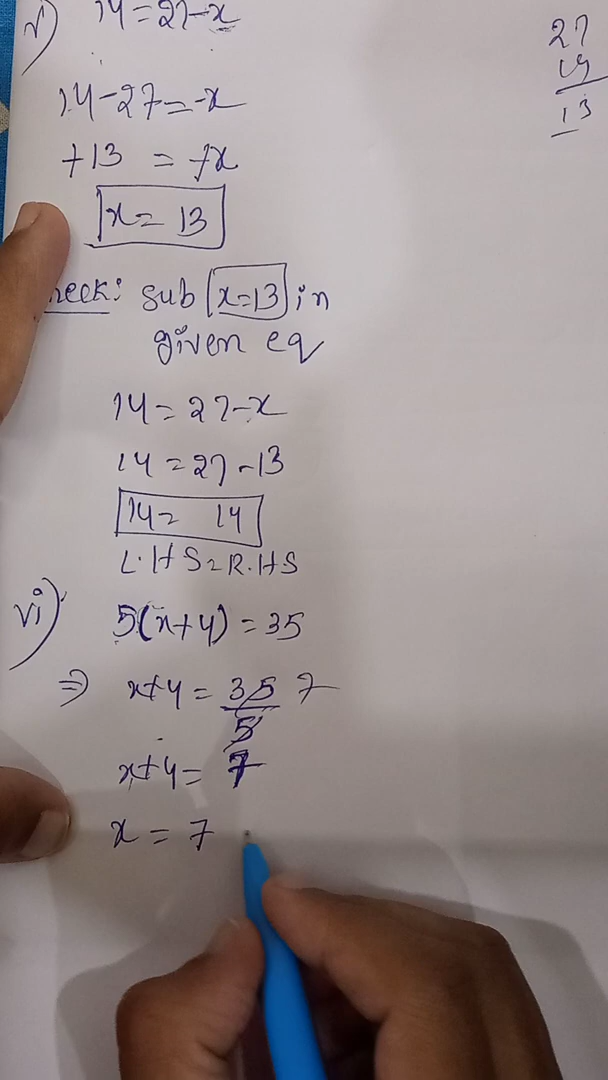 v) 14=27-x
27
14
13
14-27=-x
+13 = +x
x= 13
heck: sub x=13 in
given eq
14=27-x
14=27-13
14= 14
L.H S=R.H S
vi) 5(x+4)=35
⇒ x+4= 35/5 7
x+4= 7
x = 7